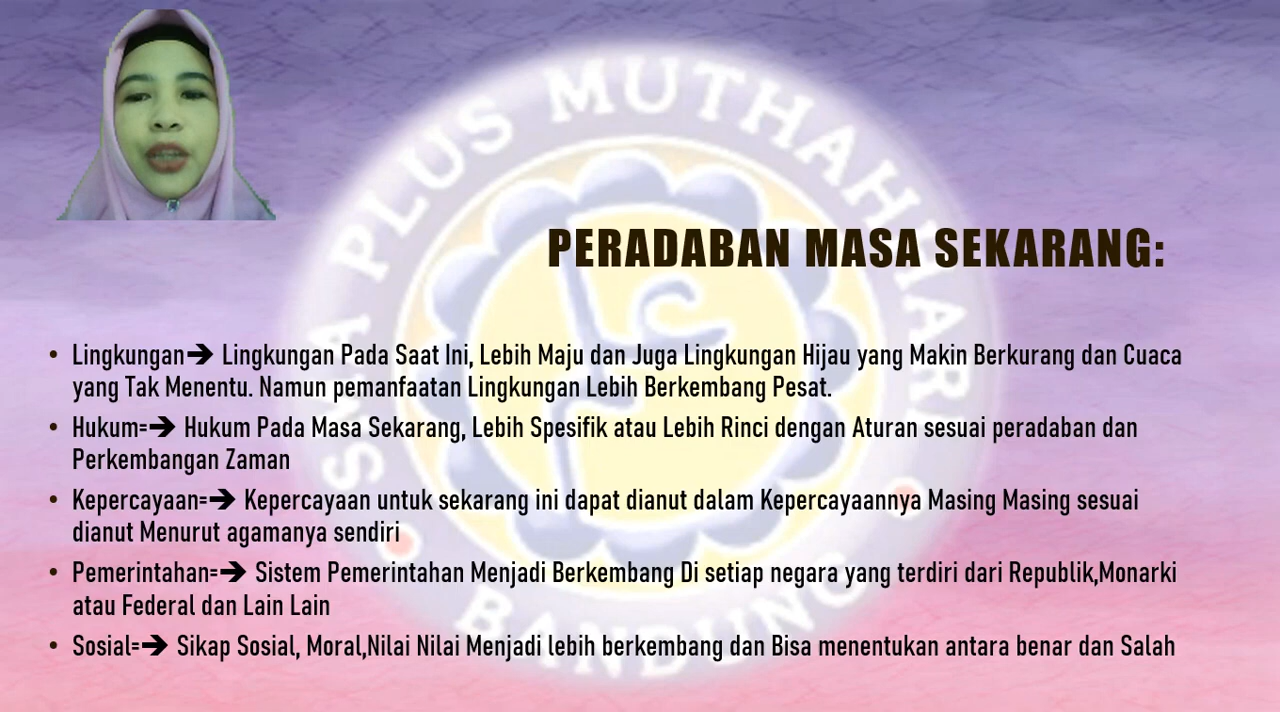 SMA PLUS MUTHAHHARI
BANDUNG
PERADABAN MASA SEKARANG:
• Lingkungan➔ Lingkungan Pada Saat Ini, Lebih Maju dan Juga Lingkungan Hijau yang Makin Berkurang dan Cuaca
yang Tak Menentu. Namun pemanfaatan Lingkungan Lebih Berkembang Pesat.
• Hukum=➔ Hukum Pada Masa Sekarang, Lebih Spesifik atau Lebih Rinci dengan Aturan sesuai peradaban dan
Perkembangan Zaman
• Kepercayaan=➔ Kepercayaan untuk sekarang ini dapat dianut dalam Kepercayaannya Masing Masing sesuai
dianut Menurut agamanya sendiri
• Pemerintahan=➔ Sistem Pemerintahan Menjadi Berkembang Di setiap negara yang terdiri dari Republik,Monarki
atau Federal dan Lain Lain
• Sosial=➔ Sikap Sosial, Moral,Nilai Nilai Menjadi lebih berkembang dan Bisa menentukan antara benar dan Salah